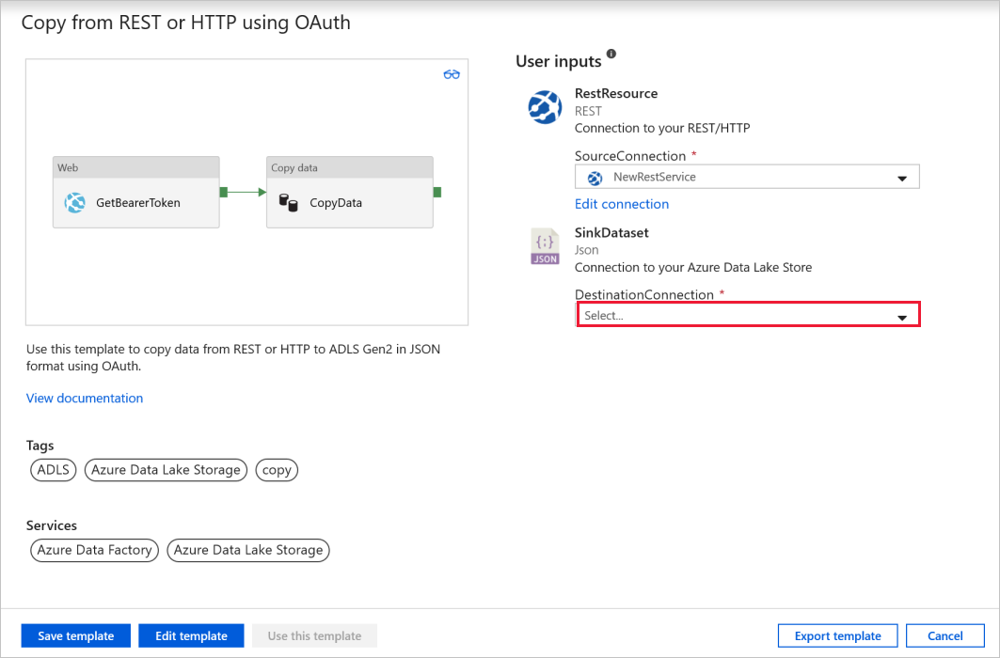 Copy from REST or HTTP using OAuth
Web
GetBearerToken
Copy data
CopyData
Use this template to copy data from REST or HTTP to ADLS Gen2 in JSON
format using OAuth.
View documentation
Tags
ADLS
Azure Data Lake Storage
copy
Services
Azure Data Factory
Azure Data Lake Storage
User inputs
RestResource
REST
Connection to your REST/HTTP
SourceConnection *
NewRestService
Edit connection
{:}
JSON
SinkDataset
Json
Connection to your Azure Data Lake Store
DestinationConnection *
Select...
Save template
Edit template
Use this template
Export template
Cancel